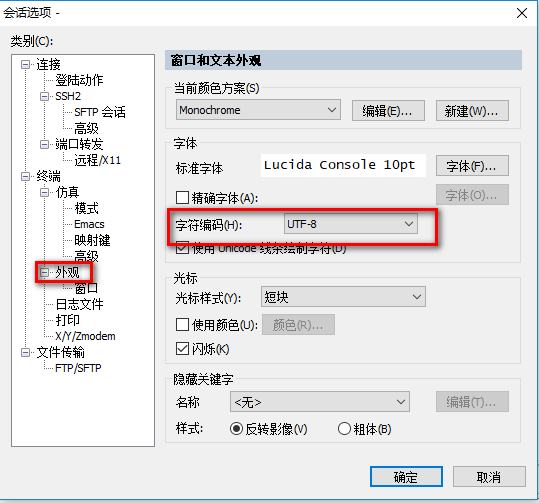 会话选项 -
类别(C):
连接
登陆动作
SSH2
SFTP 会话
高级
端口转发
远程/X11
终端
仿真
模式
Emacs
映射键
高级
外观
窗口
日志文件
打印
X/Y/Zmodem
文件传输
FTP/SFTP
窗口和文本外观
当前颜色方案(S)
Monochrome 编辑(E)... 新建(W)...
字体
标准字体 Lucida Console 10pt 字体(F)...
精确字体(A): 字体(O)...
字符编码(H): UTF-8
使用 Unicode 线条绘制字符(D)
光标
光标样式(Y): 短块
使用颜色(U): 颜色(R)...
闪烁(K)
隐藏关键字
名称 <无> 编辑(T)...
样式: 反转影像(V) 粗体(B)
确定 取消